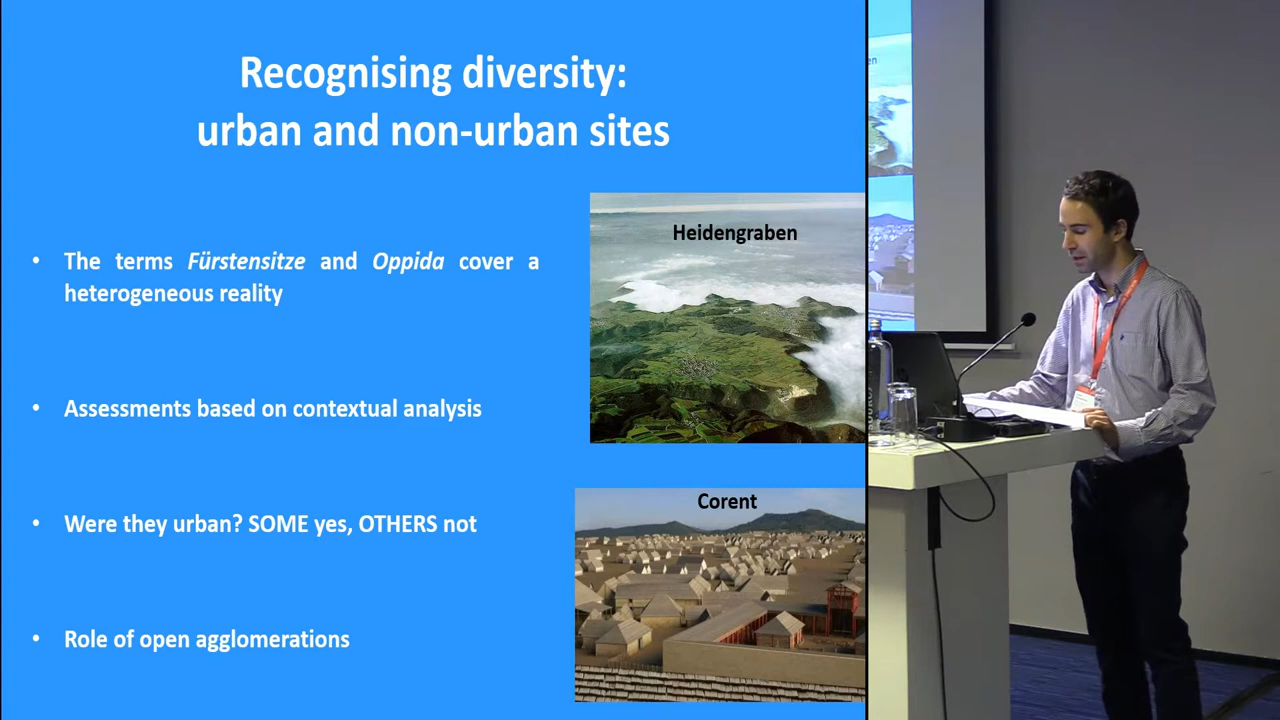 Recognising diversity:
urban and non-urban sites
• The terms Fürstensitze and Oppida cover a
heterogeneous reality
• Assessments based on contextual analysis
• Were they urban? SOME yes, OTHERS not
• Role of open agglomerations
Heidengraben
Corent